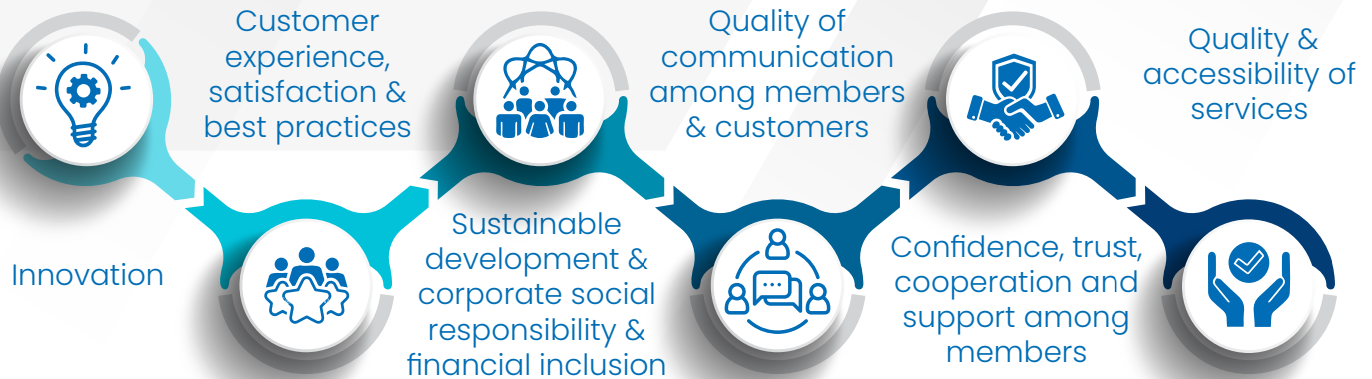 Innovation
Customer
experience,
satisfaction &
best practices
Sustainable
development &
corporate social
responsibility &
financial inclusion
Quality of
communication
among members
& customers
Confidence, trust,
cooperation and
support among
members
Quality &
accessibility of
services